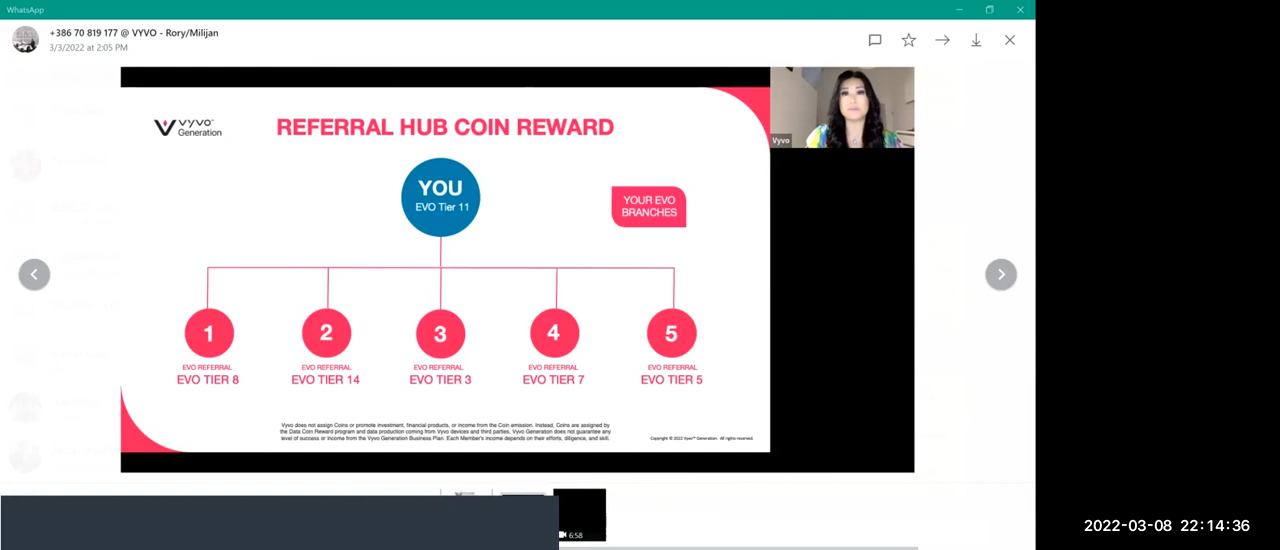 WhatsApp
+386 70 819 177 @ VYVO - Rory/Milijan
3/3/2022 at 2:05 PM
vyvo
Generation
REFERRAL HUB COIN REWARD
Vyvo
YOU
EVO Tier 11
YOUR EVO
BRANCHES
1
2
3
4
5
EVO REFERRAL
EVO REFERRAL
EVO REFERRAL
EVO REFERRAL
EVO REFERRAL
EVO TIER 8
EVO TIER 14
EVO TIER 3
EVO TIER 7
EVO TIER 5
Vyvo does not assign Coins or promote investment, financial products, or income from the Coin emission. Instead, Coins are assigned by
the Data Coin Reward program and data production coming from Vyvo devices and third parties. Vyvo Generation does not guarantee any
level of success or income from the Vyvo Generation Business Plan. Each Member's income depends on their efforts, diligence, and skill.
Copyright © 2022 Vyvo™ Generation. All rights reserved.
6:58
2022-03-08 22:14:36